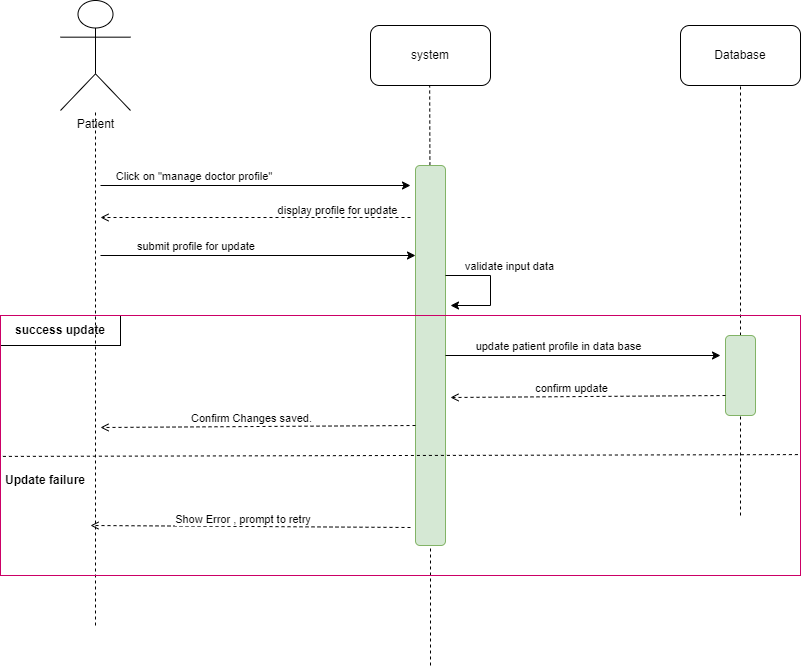 system
Database
Patient
Click on "manage doctor profile"
display profile for update
submit profile for update
validate input data
success update
update patient profile in data base
confirm update
Confirm Changes saved.
Update failure
Show Error , prompt to retry